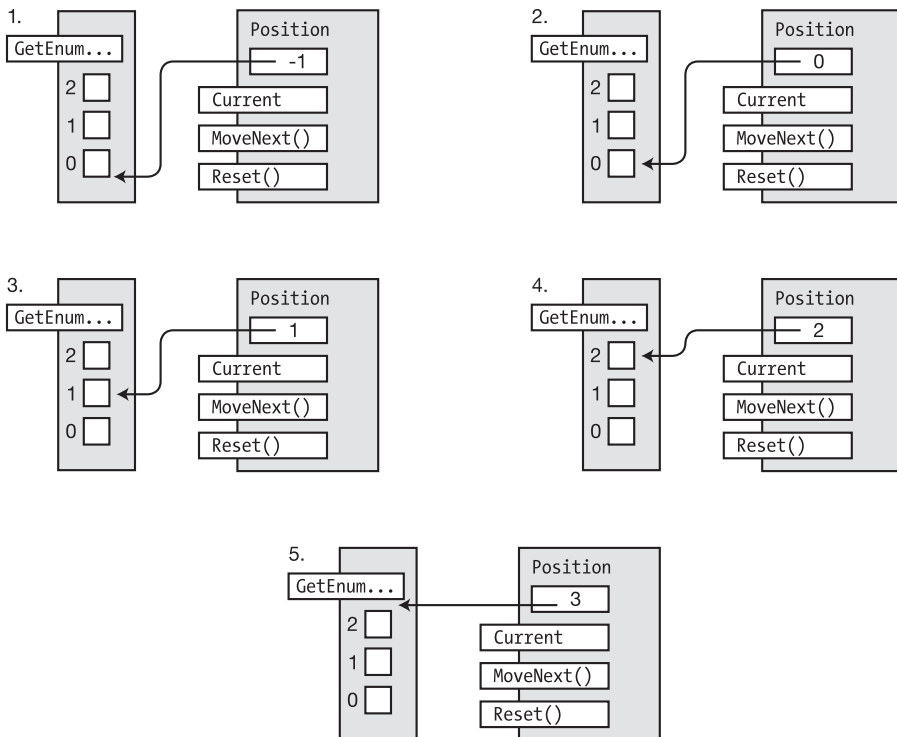 1.
GetEnum...
2
1
0
Position
-1
Current
MoveNext()
Reset()
2.
GetEnum...
2
1
0
Position
0
Current
MoveNext()
Reset()
3.
GetEnum...
2
1
0
Position
1
Current
MoveNext()
Reset()
4.
GetEnum...
2
1
0
Position
2
Current
MoveNext()
Reset()
5.
GetEnum...
2
1
0
Position
3
Current
MoveNext()
Reset()